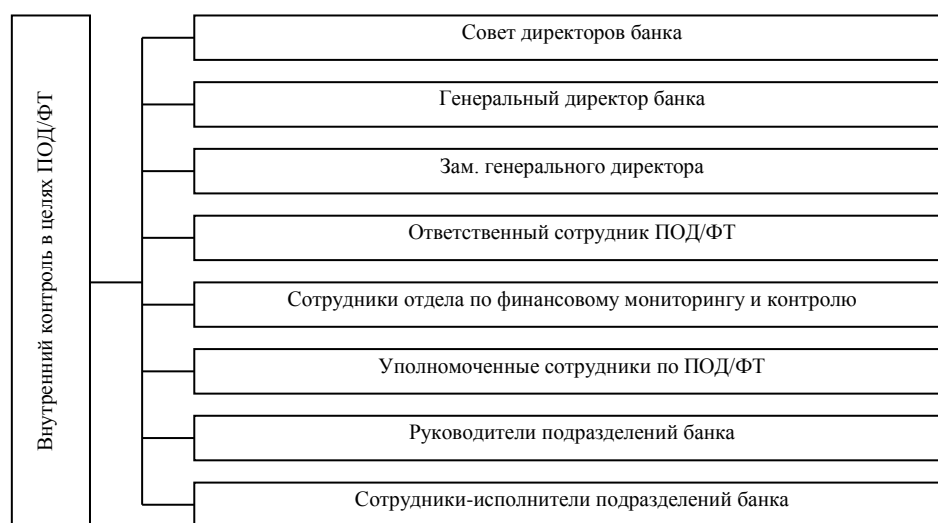 Внутренний контроль в целях ПОД/ФТ
Совет директоров банка
Генеральный директор банка
Зам. генерального директора
Ответственный сотрудник ПОД/ФТ
Сотрудники отдела по финансовому мониторингу и контролю
Уполномоченные сотрудники по ПОД/ФТ
Руководители подразделений банка
Сотрудники-исполнители подразделений банка